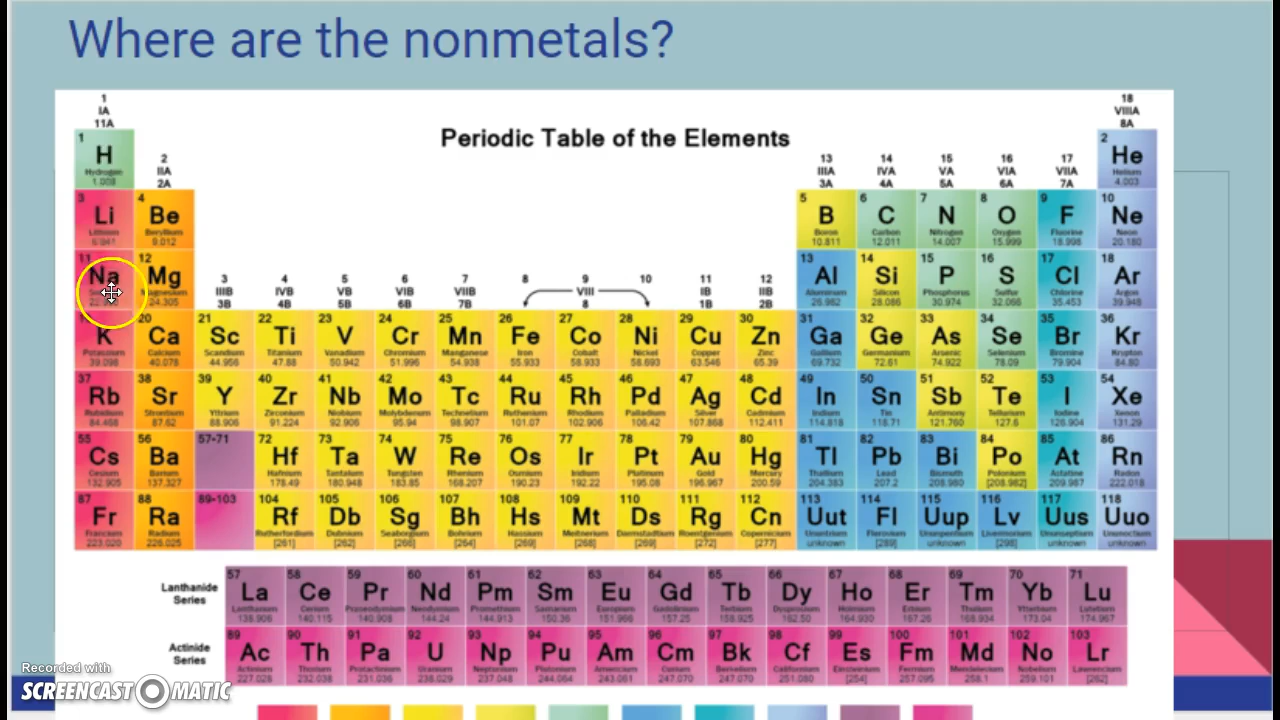 Where are the nonmetals?
Periodic Table of the Elements
1 18
IA VIIIA
11A 8A
1 2
H He
Hydrogen Helium
1.008 4.003
2 13 14 15 16 17
IIA IIIA IVA VA VIA VIIA
2A 3A 4A 5A 6A 7A
3 4 5 6 7 8 9 10
Li Be B C N O F Ne
Lithium Beryllium Boron Carbon Nitrogen Oxygen Fluorine Neon
9.012 10.811 12.011 14.007 15.999 18.998 20.180
11 12 13 14 15 16 17 18
Na Mg Al Si P S Cl Ar
Aluminum Silicon Phosphorus Sulfur Chlorine Argon
24.305 26.982 28.086 30.974 32.066 35.453 39.948
3 4 5 6 7 8 9 10 11 12
IIIB IVB VB VIB VIIB VIII IB IIB
3B 4B 5B 6B 7B 8 1B 2B
20 21 22 23 24 25 26 27 28 29 30 31 32 33 34 35 36
K Ca Sc Ti V Cr Mn Fe Co Ni Cu Zn Ga Ge As Se Br Kr
Potassium Calcium Scandium Titanium Vanadium Chromium Manganese Iron Cobalt Nickel Copper Zinc Gallium Germanium Arsenic Selenium Bromine Krypton
39.098 40.078 44.956 47.88 50.942 51.996 54.938 55.933 58.933 58.693 63.546 65.39 69.732 72.61 74.922 78.09 79.904 84.80
37 38 39 40 41 42 43 44 45 46 47 48 49 50 51 52 53 54
Rb Sr Y Zr Nb Mo Tc Ru Rh Pd Ag Cd In Sn Sb Te I Xe
Rubidium Strontium Yttrium Zirconium Niobium Molybdenum Technetium Ruthenium Rhodium Palladium Silver Cadmium Indium Tin Antimony Tellurium Iodine Xenon
84.468 87.62 88.906 91.224 92.906 95.94 98.907 101.07 102.906 106.42 107.868 112.411 114.818 118.71 121.760 127.6 126.904 131.29
55 56 57-71 72 73 74 75 76 77 78 79 80 81 82 83 84 85 86
Cs Ba Hf Ta W Re Os Ir Pt Au Hg Tl Pb Bi Po At Rn
Cesium Barium Hafnium Tantalum Tungsten Rhenium Osmium Iridium Platinum Gold Mercury Thallium Lead Bismuth Polonium Astatine Radon
132.905 137.327 178.49 180.948 183.85 186.207 190.23 192.22 195.08 196.967 200.59 204.383 207.2 208.980 [208.982] 209.987 222.018
87 88 89-103 104 105 106 107 108 109 110 111 112 113 114 115 116 117 118
Fr Ra Rf Db Sg Bh Hs Mt Ds Rg Cn Uut Fl Uup Lv Uus Uuo
Francium Radium Rutherfordium Dubnium Seaborgium Bohrium Hassium Meitnerium Darmstadtium Roentgenium Copernicium Ununtrium Flerovium Ununpentium Livermorium Ununseptium Ununoctium
223.020 226.025 [261] [262] [266] [264] [269] [268] [269] [272] [277] unknown [289] unknown [298] unknown unknown
57 58 59 60 61 62 63 64 65 66 67 68 69 70 71
Lanthanide Series La Ce Pr Nd Pm Sm Eu Gd Tb Dy Ho Er Tm Yb Lu
Lanthanum Cerium Praseodymium Neodymium Promethium Samarium Europium Gadolinium Terbium Dysprosium Holmium Erbium Thulium Ytterbium Lutetium
138.906 140.115 140.908 144.24 144.913 150.36 151.966 157.25 158.925 162.50 164.930 167.26 168.934 173.04 174.967
89 90 91 92 93 94 95 96 97 98 99 100 101 102 103
Actinide Series Ac Th Pa U Np Pu Am Cm Bk Cf Es Fm Md No Lr
Actinium Thorium Protactinium Uranium Neptunium Plutonium Americium Curium Berkelium Californium Einsteinium Fermium Mendelevium Nobelium Lawrencium
227.028 232.038 231.036 238.029 237.048 244.064 243.061 247.070 247.070 251.080 [254] 257.095 258.1 259.101 [262]
Recorded with
SCREENCAST O MATIC